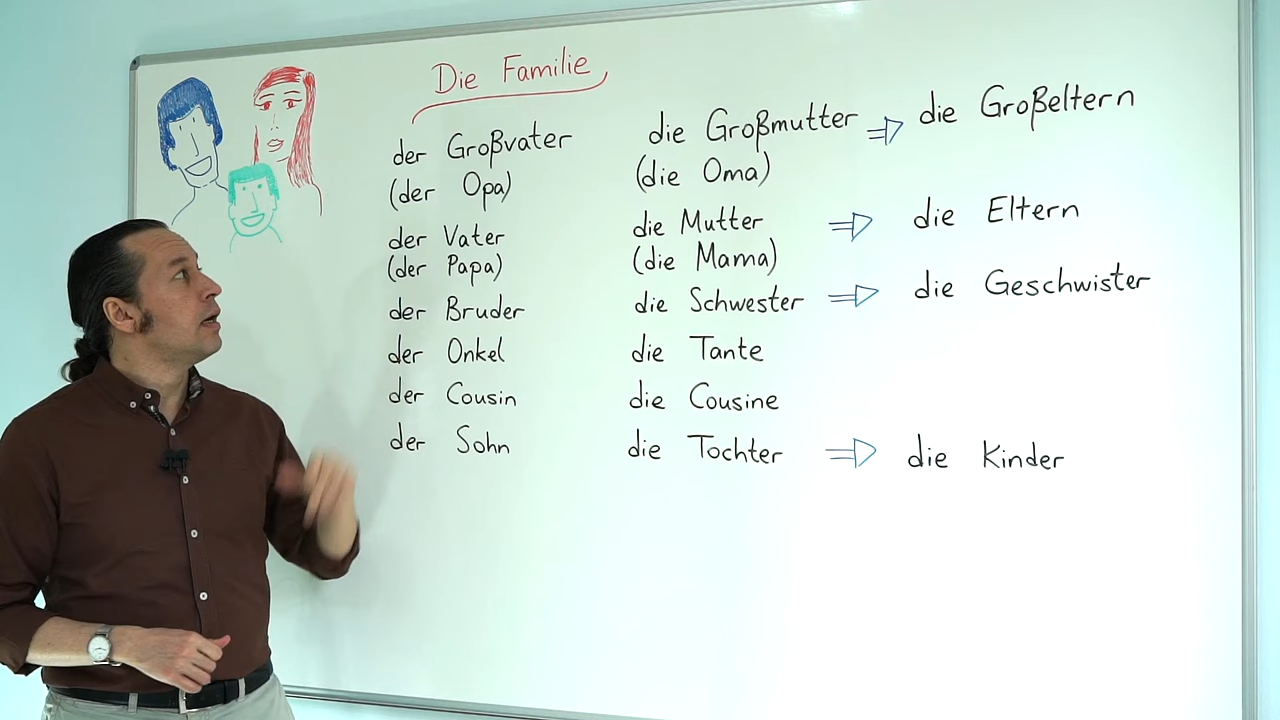 Die Familie
der Großvater die Großmutter ⇒ die Großeltern
(der Opa) (die Oma)
der Vater die Mutter ⇒ die Eltern
(der Papa) (die Mama)
der Bruder die Schwester ⇒ die Geschwister
der Onkel die Tante
der Cousin die Cousine
der Sohn die Tochter ⇒ die Kinder